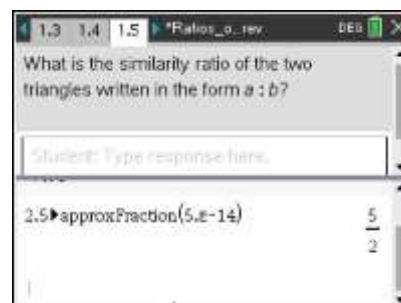 1.3 1.4 1.5 *Ratios_o_rev DEG
What is the similarity ratio of the two
triangles written in the form a : b?
Student: Type response here.
2.5▶approxFraction(5.ᴇ-14) 5/2